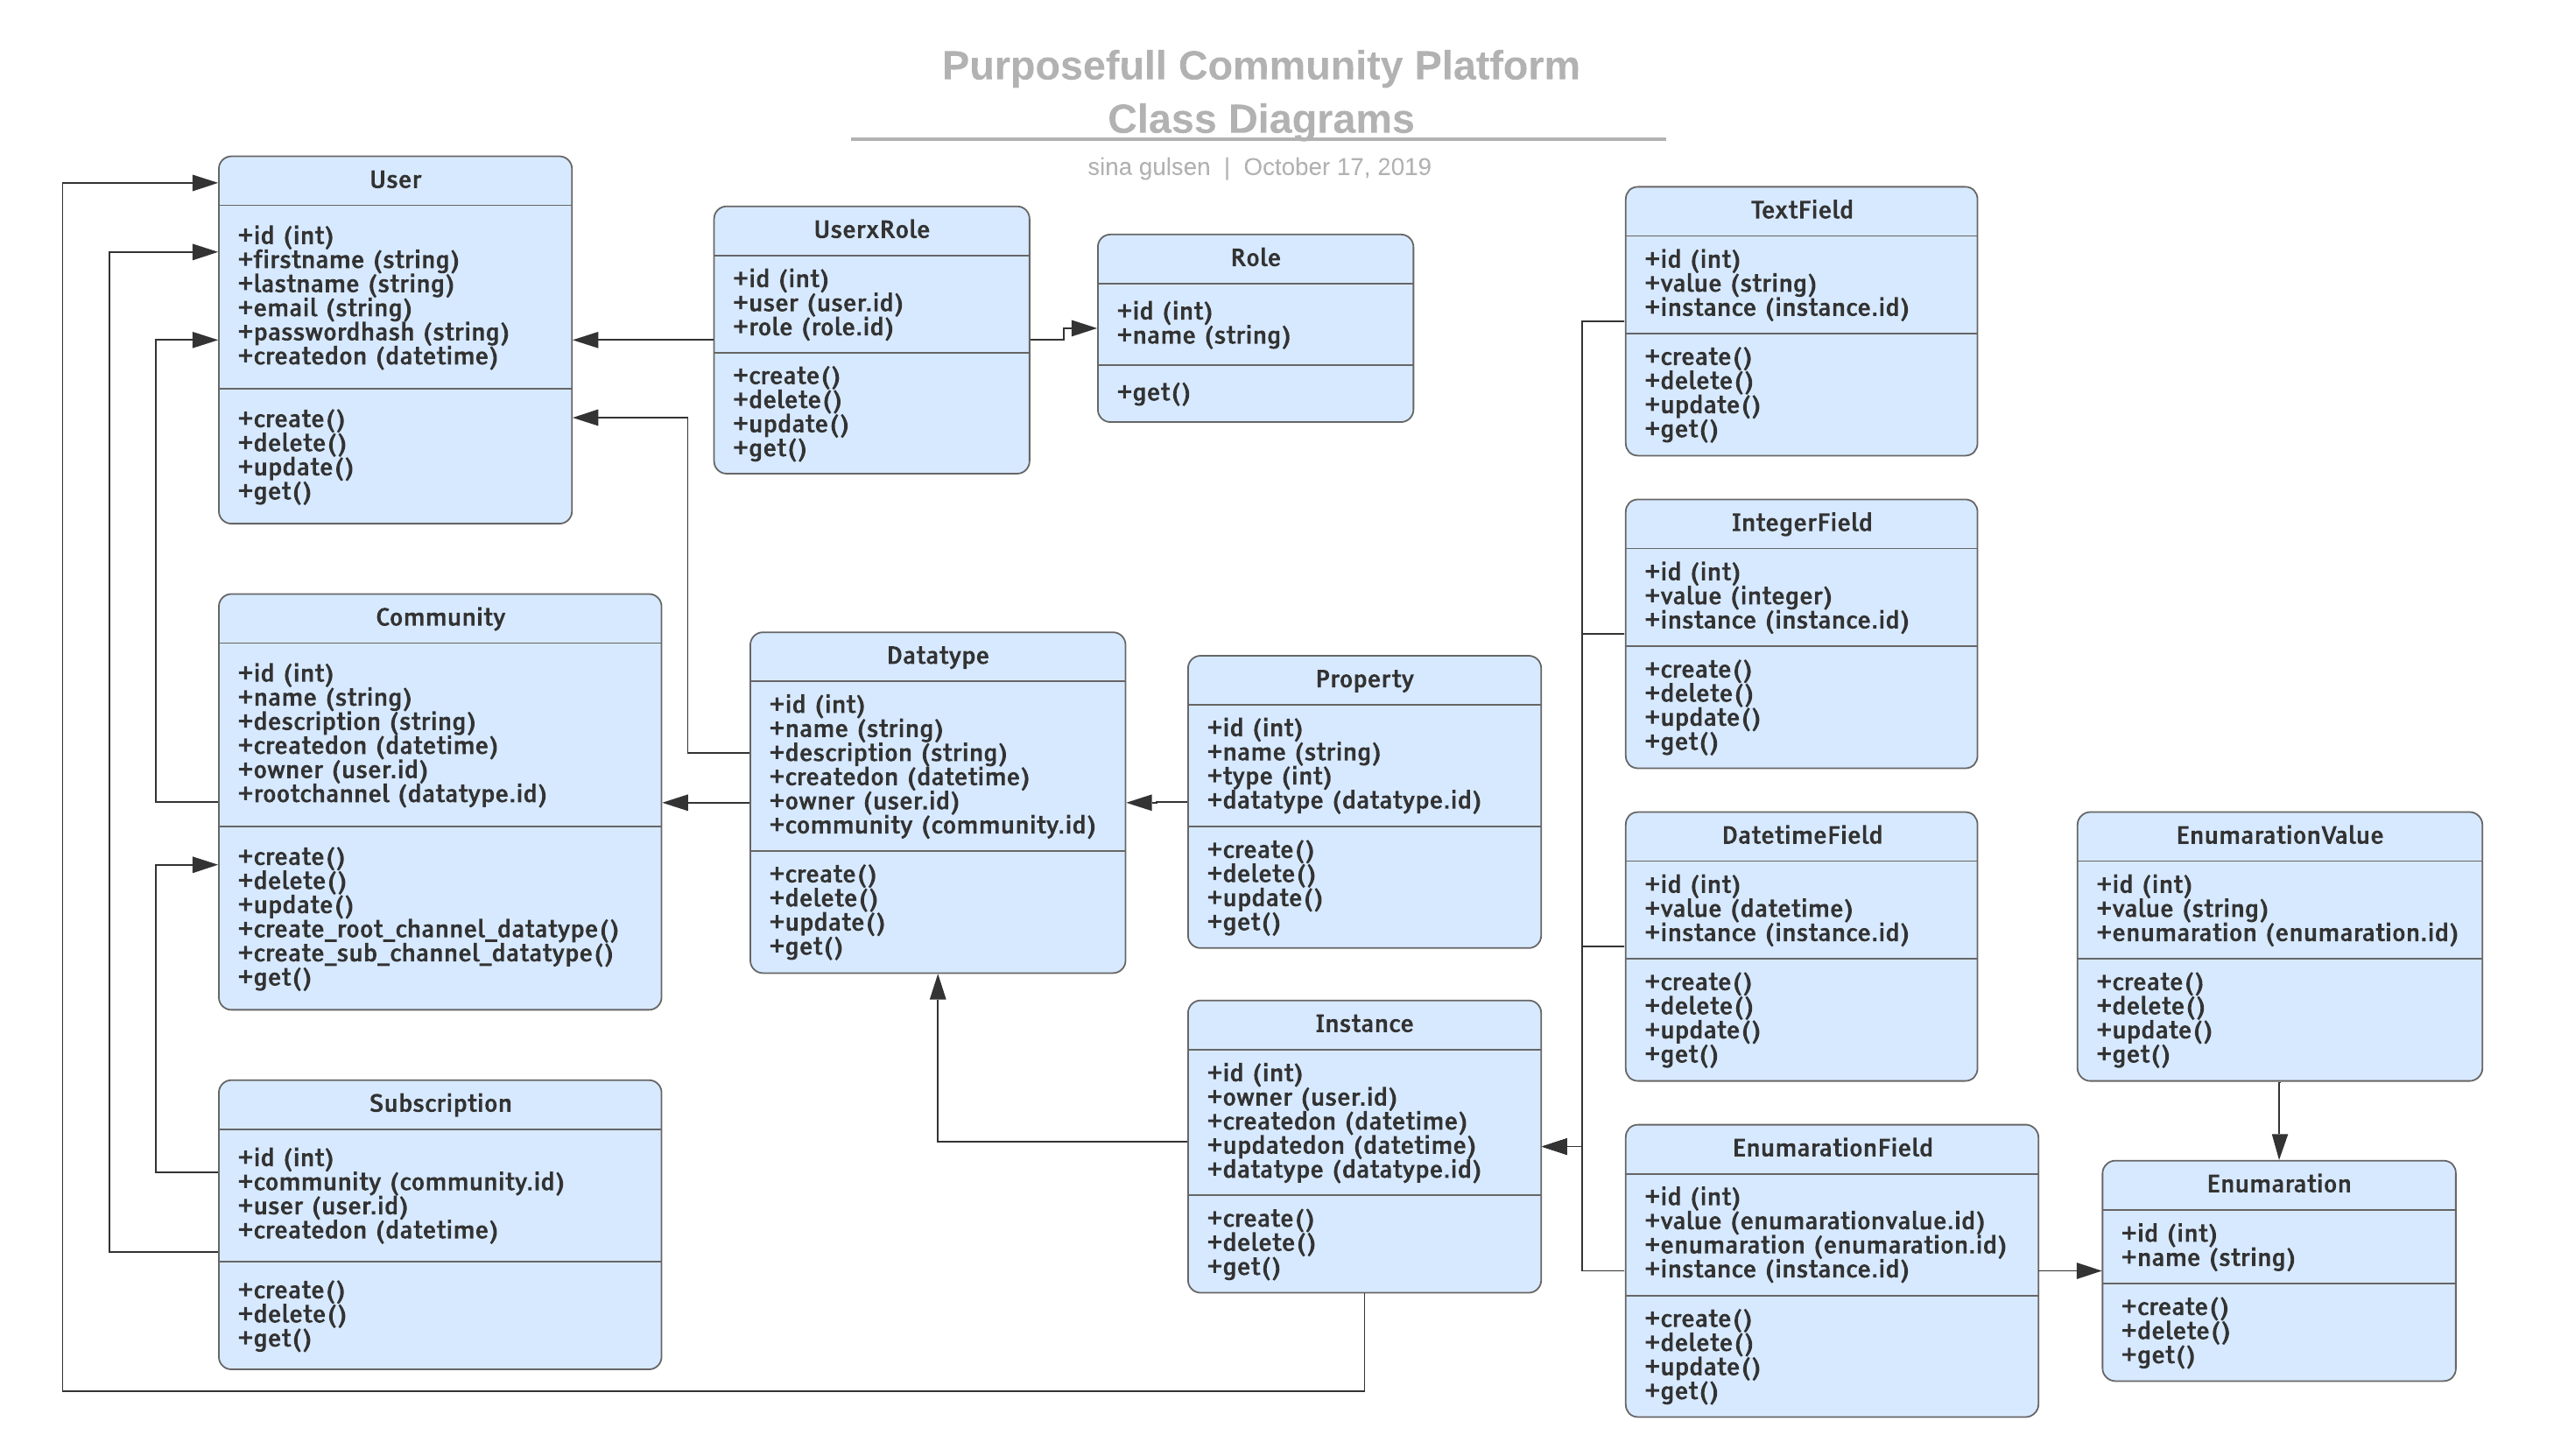 Purposefull Community Platform
Class Diagrams
sina gulsen | October 17, 2019
User
+id (int)
+firstname (string)
+lastname (string)
+email (string)
+passwordhash (string)
+createdon (datetime)
+create()
+delete()
+update()
+get()
UserxRole
+id (int)
+user (user.id)
+role (role.id)
+create()
+delete()
+update()
+get()
Role
+id (int)
+name (string)
+get()
TextField
+id (int)
+value (string)
+instance (instance.id)
+create()
+delete()
+update()
+get()
IntegerField
+id (int)
+value (integer)
+instance (instance.id)
+create()
+delete()
+update()
+get()
Community
+id (int)
+name (string)
+description (string)
+createdon (datetime)
+owner (user.id)
+rootchannel (datatype.id)
+create()
+delete()
+update()
+create_root_channel_datatype()
+create_sub_channel_datatype()
+get()
Datatype
+id (int)
+name (string)
+description (string)
+createdon (datetime)
+owner (user.id)
+community (community.id)
+create()
+delete()
+update()
+get()
Property
+id (int)
+name (string)
+type (int)
+datatype (datatype.id)
+create()
+delete()
+update()
+get()
DatetimeField
+id (int)
+value (datetime)
+instance (instance.id)
+create()
+delete()
+update()
+get()
EnumarationValue
+id (int)
+value (string)
+enumaration (enumaration.id)
+create()
+delete()
+update()
+get()
Subscription
+id (int)
+community (community.id)
+user (user.id)
+createdon (datetime)
+create()
+delete()
+get()
Instance
+id (int)
+owner (user.id)
+createdon (datetime)
+updatedon (datetime)
+datatype (datatype.id)
+create()
+delete()
+get()
EnumarationField
+id (int)
+value (enumarationvalue.id)
+enumaration (enumaration.id)
+instance (instance.id)
+create()
+delete()
+update()
+get()
Enumaration
+id (int)
+name (string)
+create()
+delete()
+get()